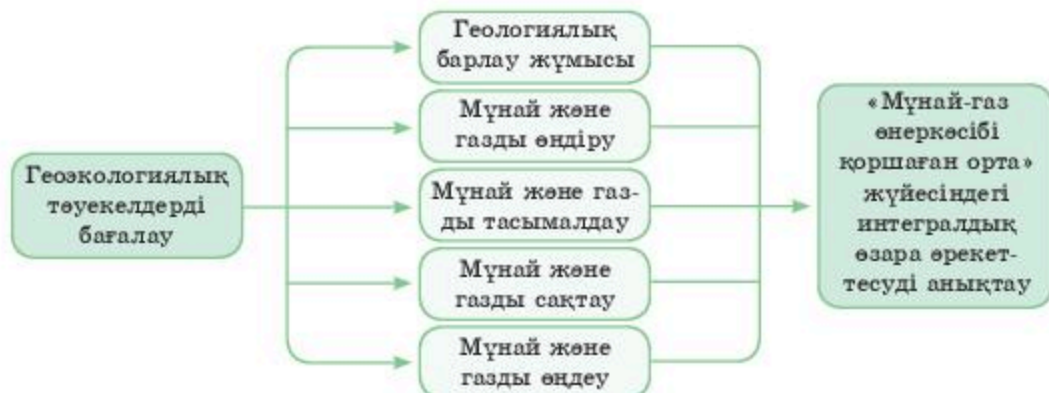 Геоэкологиялық
тәуекелдерді
бағалау
Геологиялық
барлау жұмысы
Мұнай және
газды өндіру
Мұнай және газ-
ды тасымалдау
Мұнай және
газды сақтау
Мұнай және
газды өңдеу
«Мұнай-газ
өнеркәсібі
қоршаған орта»
жүйесіндегі
интегралдық
өзара әрекет-
тесуді анықтау